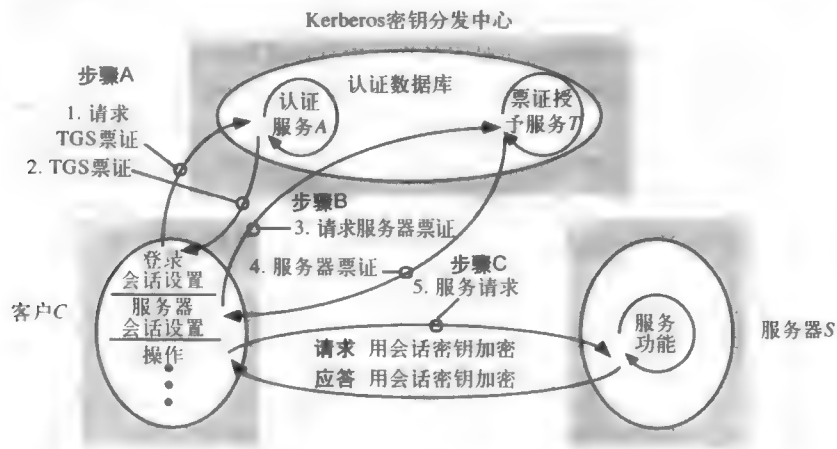 Kerberos密钥分发中心
步骤A
认证数据库
认证
服务A
票证授
予服务T
1. 请求
TGS票证
2. TGS票证
步骤B
3. 请求服务器票证
4. 服务器票证
步骤C
5. 服务请求
登录
会话设置
服务器
会话设置
操作
客户C
请求 用会话密钥加密
应答 用会话密钥加密
服务
功能
服务器S